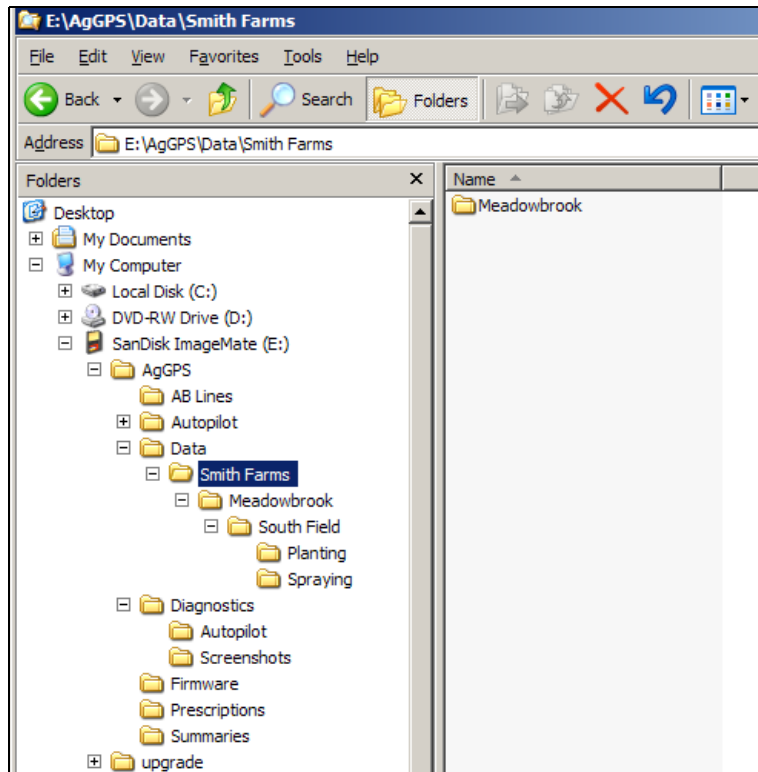 E:\AgGPS\Data\Smith Farms
File Edit View Favorites Tools Help
Back Search Folders
Address E:\AgGPS\Data\Smith Farms
Folders X Name
Meadowbrook
Desktop
My Documents
My Computer
Local Disk (C:)
DVD-RW Drive (D:)
SanDisk ImageMate (E:)
AgGPS
AB Lines
Autopilot
Data
Smith Farms
Meadowbrook
South Field
Planting
Spraying
Diagnostics
Autopilot
Screenshots
Firmware
Prescriptions
Summaries
upgrade